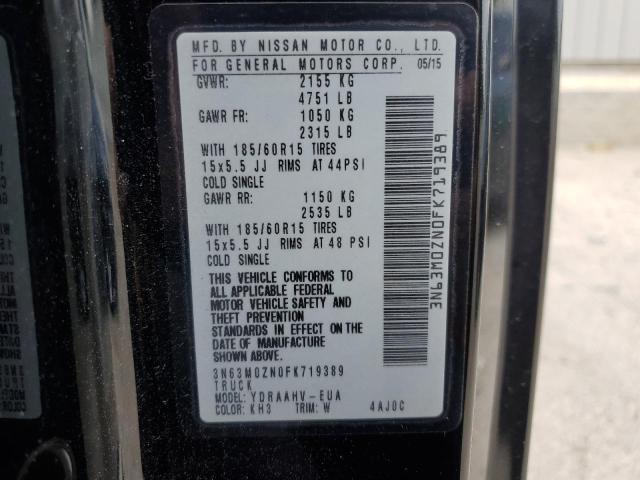 MFD. BY NISSAN MOTOR CO., LTD.
FOR GENERAL MOTORS CORP. 05/15
GVWR: 2155 KG
4751 LB
GAWR FR: 1050 KG
2315 LB
WITH 185/60R15 TIRES
15x5.5 JJ RIMS AT 44PSI
COLD SINGLE
GAWR RR: 1150 KG
2535 LB
WITH 185/60R15 TIRES
15x5.5 JJ RIMS AT 48 PSI
COLD SINGLE
THIS VEHICLE CONFORMS TO
ALL APPLICABLE FEDERAL
MOTOR VEHICLE SAFETY AND
THEFT PREVENTION
STANDARDS IN EFFECT ON THE
DATE OF MANUFACTURE
SHOWN ABOVE.
3N63M0ZN0FK719389
TRUCK
MODEL: YDRAAHV-EUA
COLOR: KH3 TRIM: W 4AJ0C
3N63M0ZN0FK719389